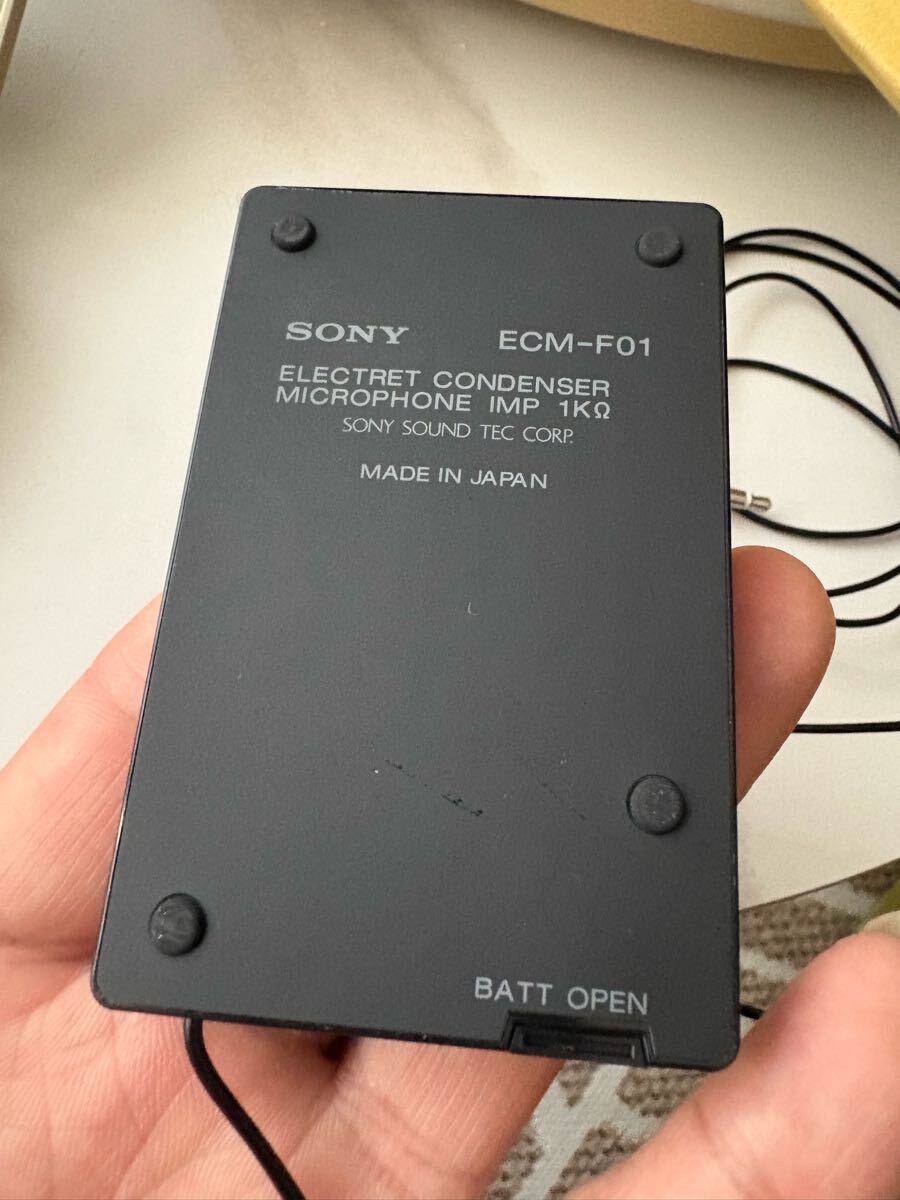 SONY ECM-F01
ELECTRET CONDENSER
MICROPHONE IMP 1KΩ
SONY SOUND TEC CORP.
MADE IN JAPAN
BATT OPEN